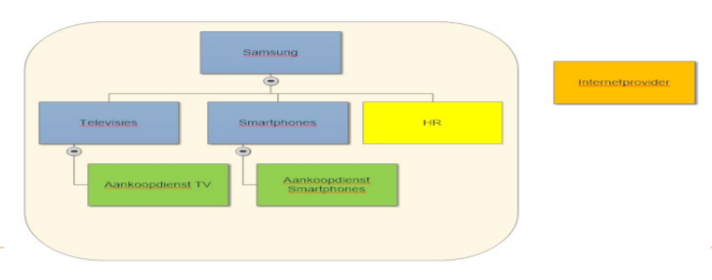 Samsung
Internetprovider
Televisies
Smartphones
HR
Aankoopdienst TV
Aankoopdienst
Smartphones